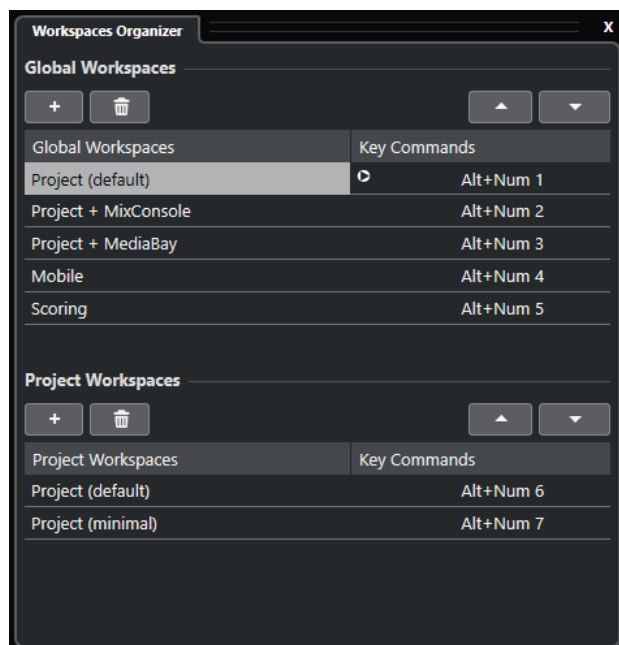 Workspaces Organizer X
Global Workspaces
+
Global Workspaces Key Commands
Project (default) Alt+Num 1
Project + MixConsole Alt+Num 2
Project + MediaBay Alt+Num 3
Mobile Alt+Num 4
Scoring Alt+Num 5
Project Workspaces
+
Project Workspaces Key Commands
Project (default) Alt+Num 6
Project (minimal) Alt+Num 7